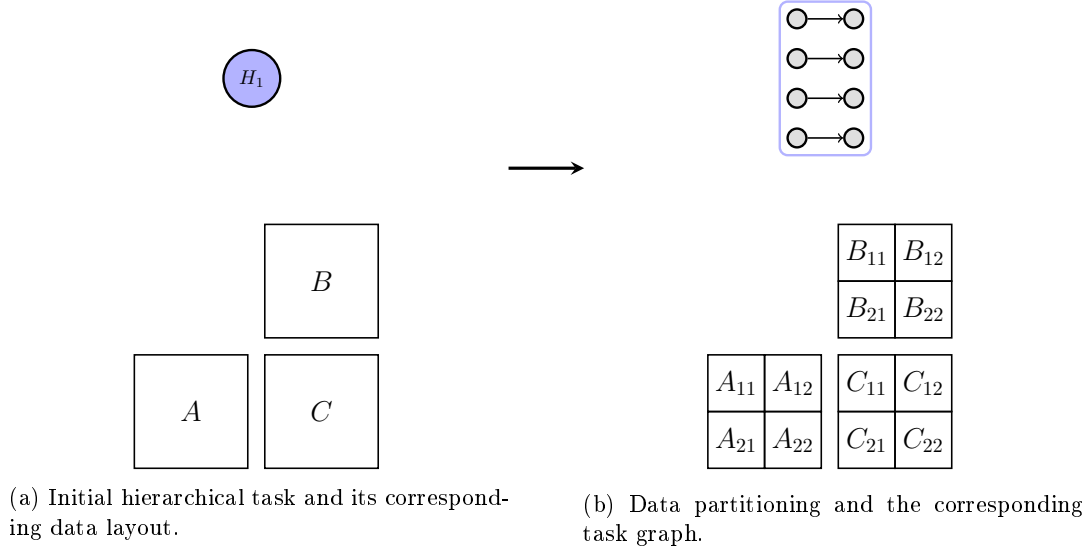 H₁
B
A
C
(a) Initial hierarchical task and its correspond-
ing data layout.
B₁₁ B₁₂
B₂₁ B₂₂
A₁₁ A₁₂ C₁₁ C₁₂
A₂₁ A₂₂ C₂₁ C₂₂
(b) Data partitioning and the corresponding
task graph.